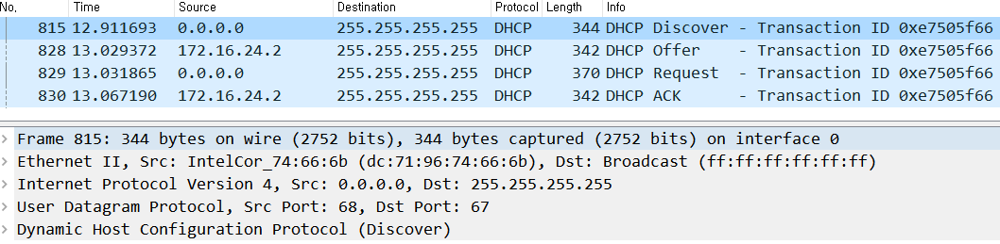 No. Time Source Destination Protocol Length Info
815 12.911693 0.0.0.0 255.255.255.255 DHCP 344 DHCP Discover - Transaction ID 0xe7505f66
828 13.029372 172.16.24.2 255.255.255.255 DHCP 342 DHCP Offer - Transaction ID 0xe7505f66
829 13.031865 0.0.0.0 255.255.255.255 DHCP 370 DHCP Request - Transaction ID 0xe7505f66
830 13.067190 172.16.24.2 255.255.255.255 DHCP 342 DHCP ACK - Transaction ID 0xe7505f66
Frame 815: 344 bytes on wire (2752 bits), 344 bytes captured (2752 bits) on interface 0
Ethernet II, Src: IntelCor_74:66:6b (dc:71:96:74:66:6b), Dst: Broadcast (ff:ff:ff:ff:ff:ff)
Internet Protocol Version 4, Src: 0.0.0.0, Dst: 255.255.255.255
User Datagram Protocol, Src Port: 68, Dst Port: 67
Dynamic Host Configuration Protocol (Discover)